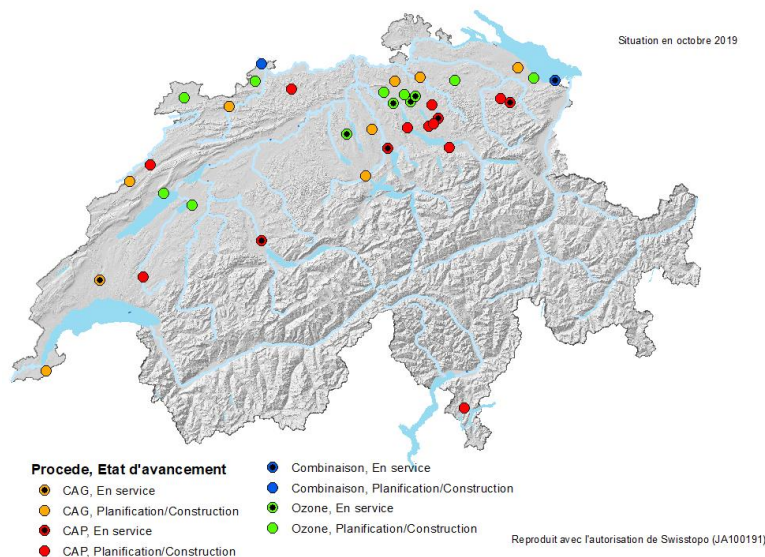 Situation en octobre 2019
Procede, Etat d'avancement
CAG, En service
CAG, Planification/Construction
CAP, En service
CAP, Planification/Construction
Combinaison, En service
Combinaison, Planification/Construction
Ozone, En service
Ozone, Planification/Construction
Reproduit avec l'autorisation de Swisstopo (JA100191)